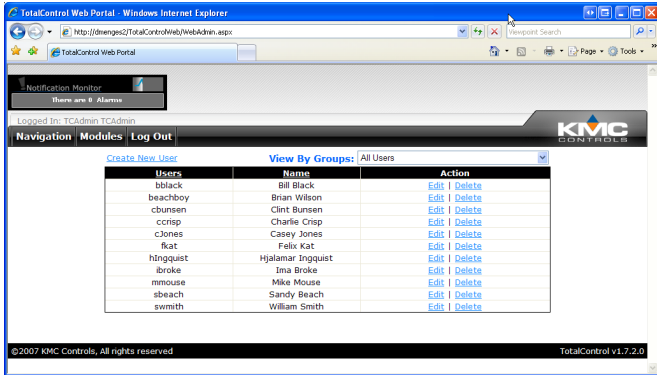 TotalControl Web Portal - Windows Internet Explorer
http://dmenges2/TotalControlWeb/WebAdmin.aspx
Viewpoint Search
TotalControl Web Portal
Page
Tools
Notification Monitor
There are 0 Alarms
Logged In: TCAdmin TCAdmin
Navigation Modules Log Out
KMC
CONTROLS
Create New User View By Groups: All Users
Users Name Action
bblack Bill Black Edit | Delete
beachboy Brian Wilson Edit | Delete
cbunsen Clint Bunsen Edit | Delete
ccrisp Charlie Crisp Edit | Delete
cJones Casey Jones Edit | Delete
fkat Felix Kat Edit | Delete
hIngquist Hjalamar Ingquist Edit | Delete
ibroke Ima Broke Edit | Delete
mmouse Mike Mouse Edit | Delete
sbeach Sandy Beach Edit | Delete
swmith William Smith Edit | Delete
©2007 KMC Controls, All rights reserved TotalControl v1.7.2.0